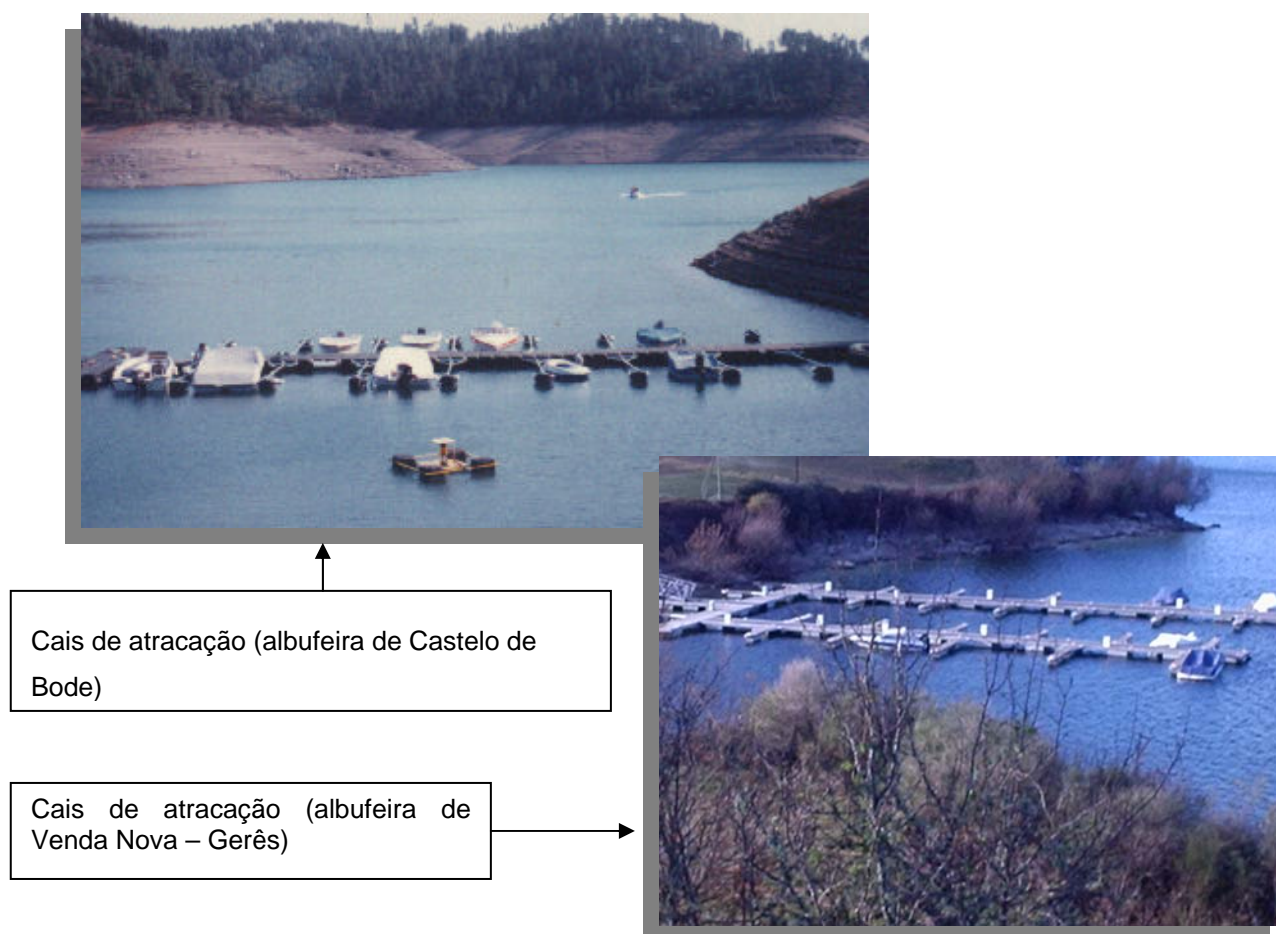 Cais de atracação (albufeira de Castelo de
Bode)
Cais de atracação (albufeira de
Venda Nova – Gerês)